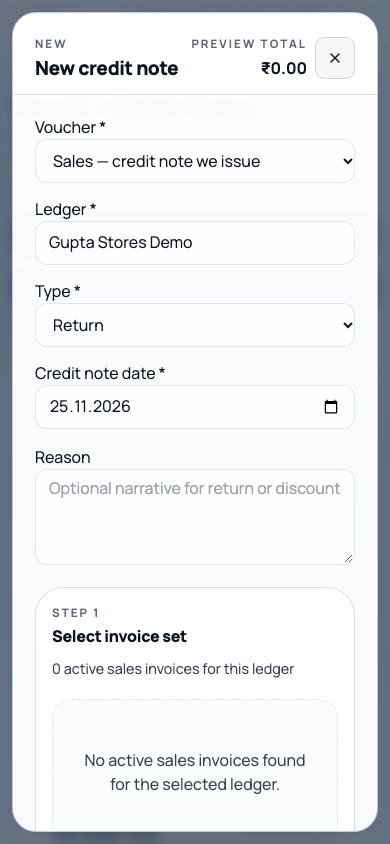 NEW
New credit note
PREVIEW TOTAL
₹0.00
×
Voucher *
Sales — credit note we issue
Ledger *
Gupta Stores Demo
Type *
Return
Credit note date *
25.11.2026
Reason
Optional narrative for return or discount
STEP 1
Select invoice set
0 active sales invoices for this ledger
No active sales invoices found
for the selected ledger.